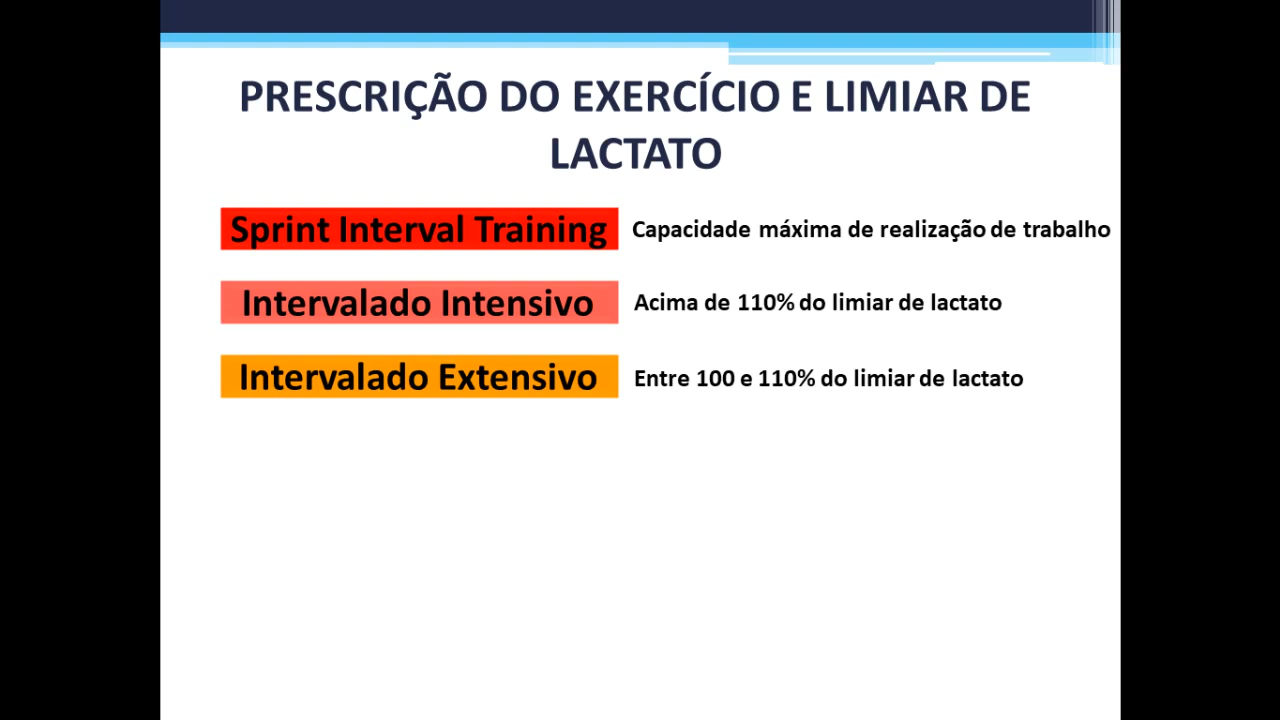 PRESCRIÇÃO DO EXERCÍCIO E LIMIAR DE
LACTATO
Sprint Interval Training Capacidade máxima de realização de trabalho
Intervalado Intensivo Acima de 110% do limiar de lactato
Intervalado Extensivo Entre 100 e 110% do limiar de lactato